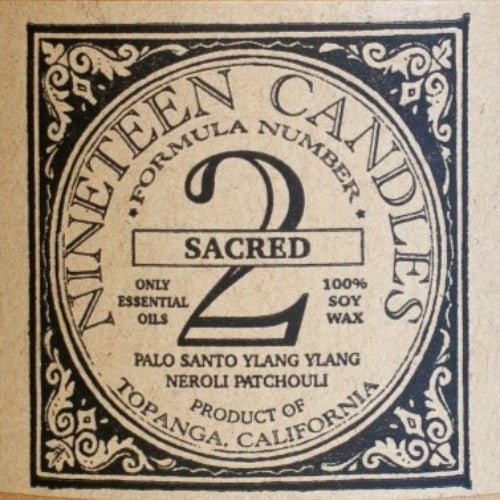 NINETEEN CANDLES
FORMULA NUMBER
2
SACRED
ONLY
ESSENTIAL
OILS
100%
SOY
WAX
PALO SANTO YLANG YLANG
NEROLI PATCHOULI
PRODUCT OF
TOPANGA, CALIFORNIA